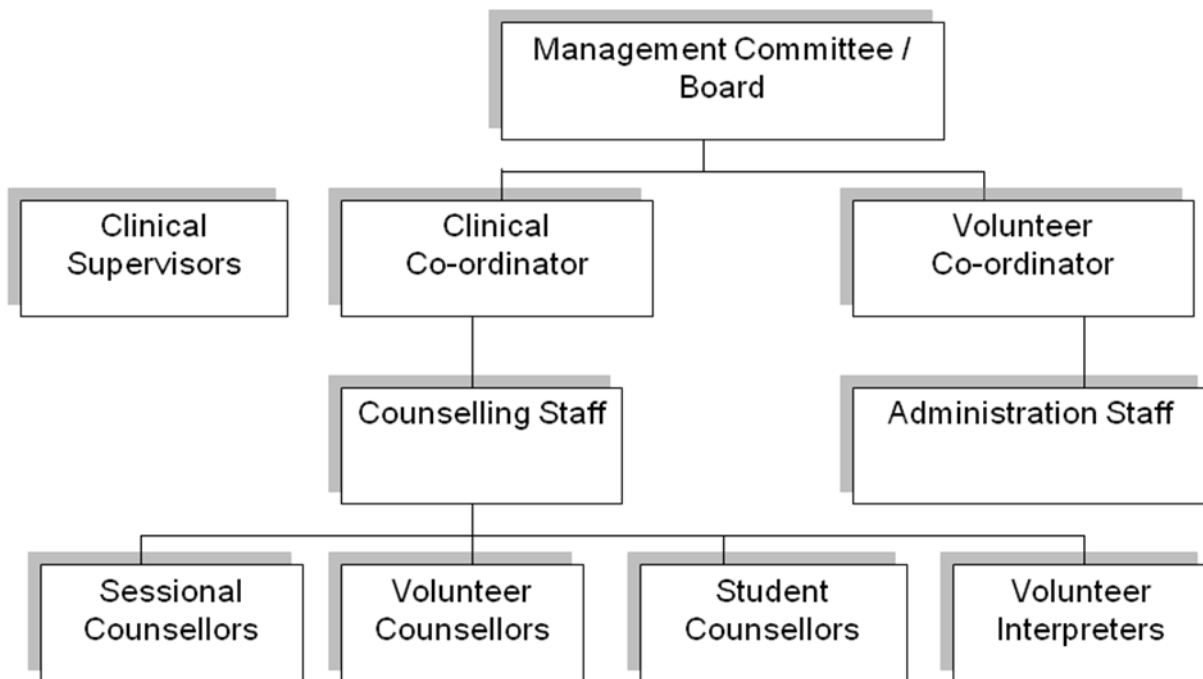 Management Committee /
Board
Clinical
Supervisors
Clinical
Co-ordinator
Volunteer
Co-ordinator
Counselling Staff
Administration Staff
Sessional
Counsellors
Volunteer
Counsellors
Student
Counsellors
Volunteer
Interpreters